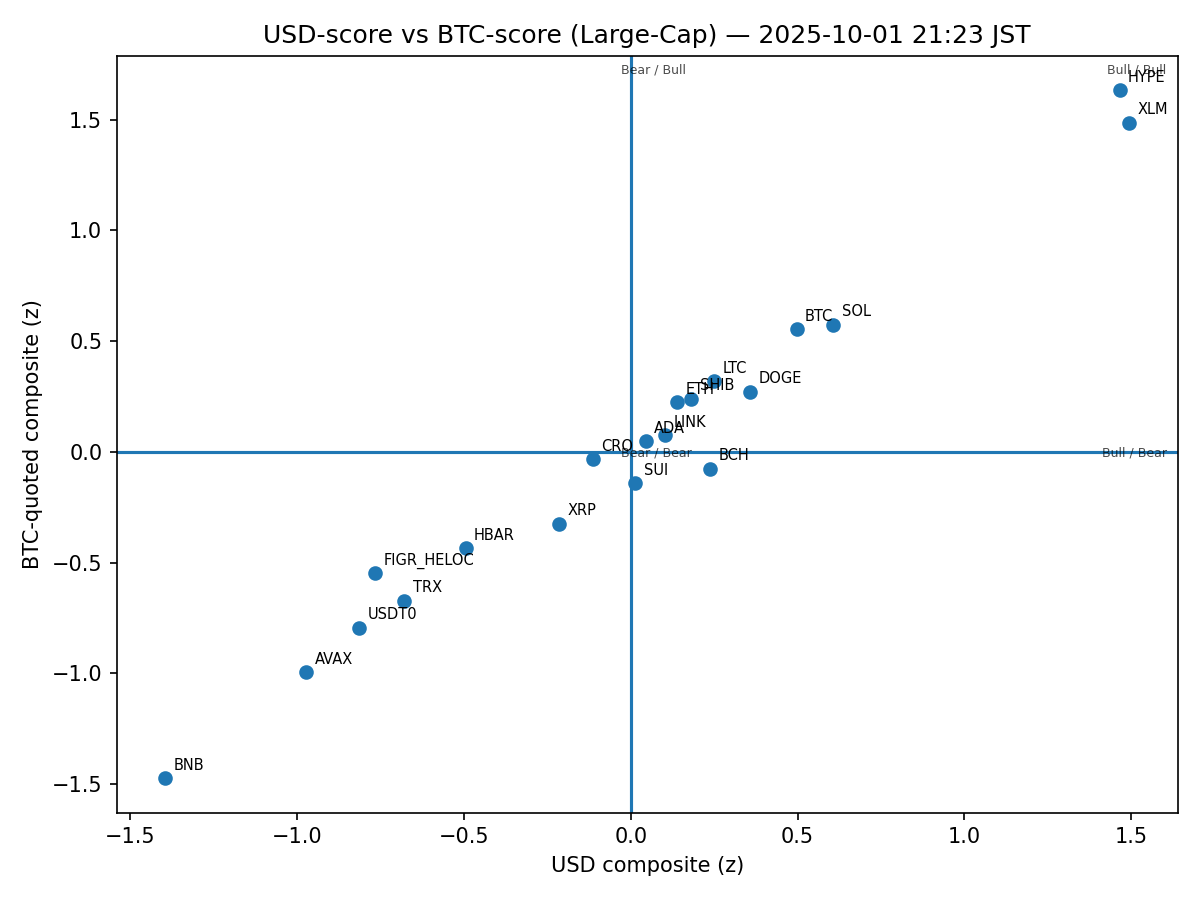 USD-score vs BTC-score (Large-Cap) — 2025-10-01 21:23 JST
Bear / Bull
Bull / Bull
HYPE
XLM
SOL
BTC
LTC
DOGE
SHIB
ETH
LINK
ADA
CRO
Bear / Bear
BCH
Bull / Bear
SUI
XRP
HBAR
FIGR_HELOC
TRX
USDT0
AVAX
BNB
1.5
1.0
0.5
0.0
−0.5
−1.0
−1.5
BTC-quoted composite (z)
−1.5
−1.0
−0.5
0.0
0.5
1.0
1.5
USD composite (z)